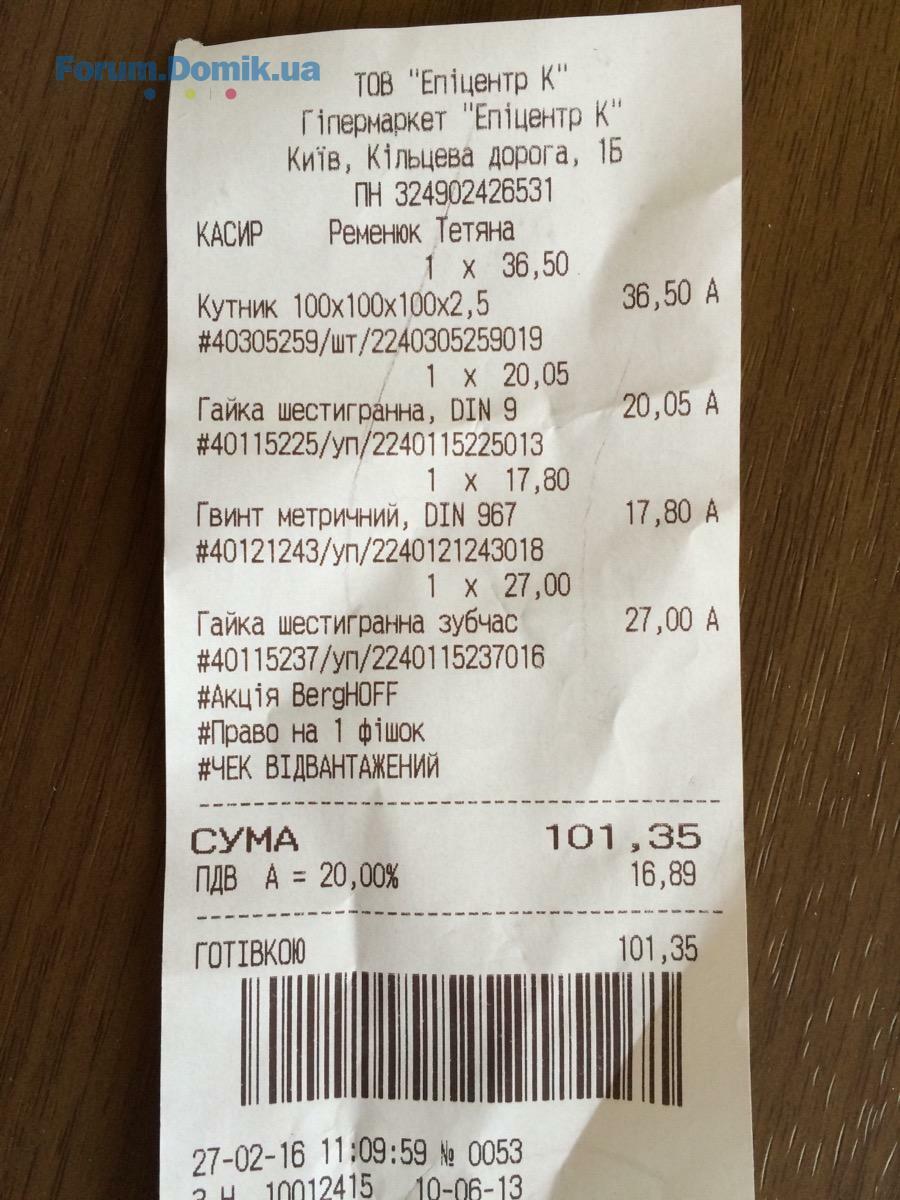 Forum.Domik.ua
ТОВ "Епіцентр К"
Гіпермаркет "Епіцентр К"
Київ, Кільцева дорога, 1Б
ПН 324902426531
КАСИР Ременюк Тетяна
1 x 36,50
Кутник 100x100x100x2,5 36,50 А
#40305259/шт/2240305259019
1 x 20,05
Гайка шестигранна, DIN 9 20,05 А
#40115225/уп/2240115225013
1 x 17,80
Гвинт метричний, DIN 967 17,80 А
#40121243/уп/2240121243018
1 x 27,00
Гайка шестигранна зубчас 27,00 А
#40115237/уп/2240115237016
#Акція BergHOFF
#Право на 1 фішок
#ЧЕК ВІДВАНТАЖЕНИЙ
СУМА 101,35
ПДВ А = 20,00% 16,89
ГОТІВКОЮ 101,35
27-02-16 11:09:59 № 0053
З.Н. 10012415 10-06-13